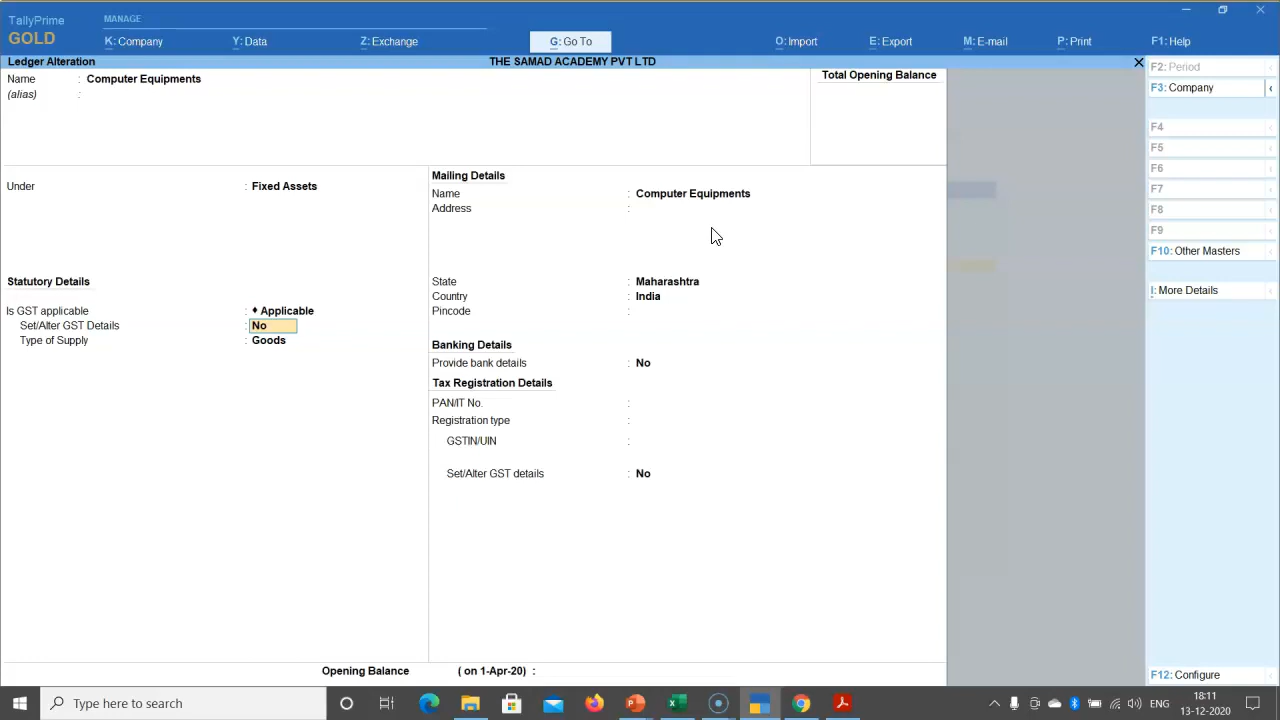 TallyPrime
GOLD
MANAGE
K: Company
Y: Data
Z: Exchange
G: Go To
O: Import
E: Export
M: E-mail
P: Print
F1: Help
Ledger Alteration
THE SAMAD ACADEMY PVT LTD
Name : Computer Equipments
(alias) :
Total Opening Balance
Under : Fixed Assets
Statutory Details
Is GST applicable : ♦ Applicable
Set/Alter GST Details : No
Type of Supply : Goods
Mailing Details
Name : Computer Equipments
Address :
State : Maharashtra
Country : India
Pincode :
Banking Details
Provide bank details : No
Tax Registration Details
PAN/IT No. :
Registration type :
GSTIN/UIN :
Set/Alter GST details : No
Opening Balance ( on 1-Apr-20) :
F2: Period
F3: Company
F4
F5
F6
F7
F8
F9
F10: Other Masters
I: More Details
F12: Configure
Type here to search
ENG
18:11
13-12-2020